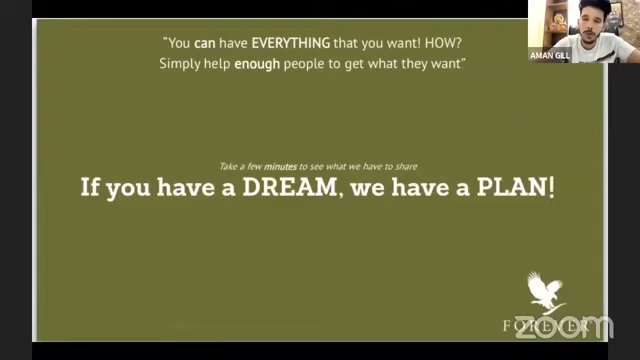 "You can have EVERYTHING that you want! HOW?
Simply help enough people to get what they want"
AMAN GILL
Take a few minutes to see what we have to share
If you have a DREAM, we have a PLAN!
FOREVER
zoom